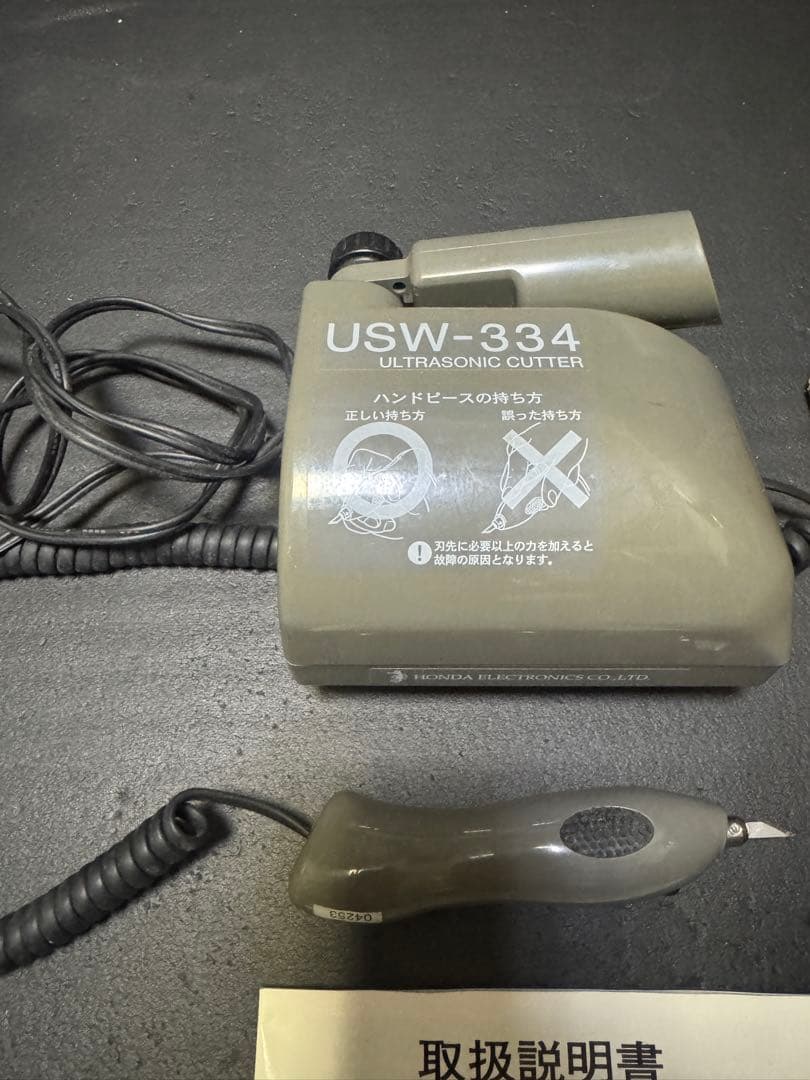 USW-334
ULTRASONIC CUTTER
ハンドピースの持ち方
正しい持ち方 誤った持ち方
! 刃先に必要以上の力を加えると
故障の原因となります。
HONDA ELECTRONICS CO.,LTD.
04253
取扱説明書